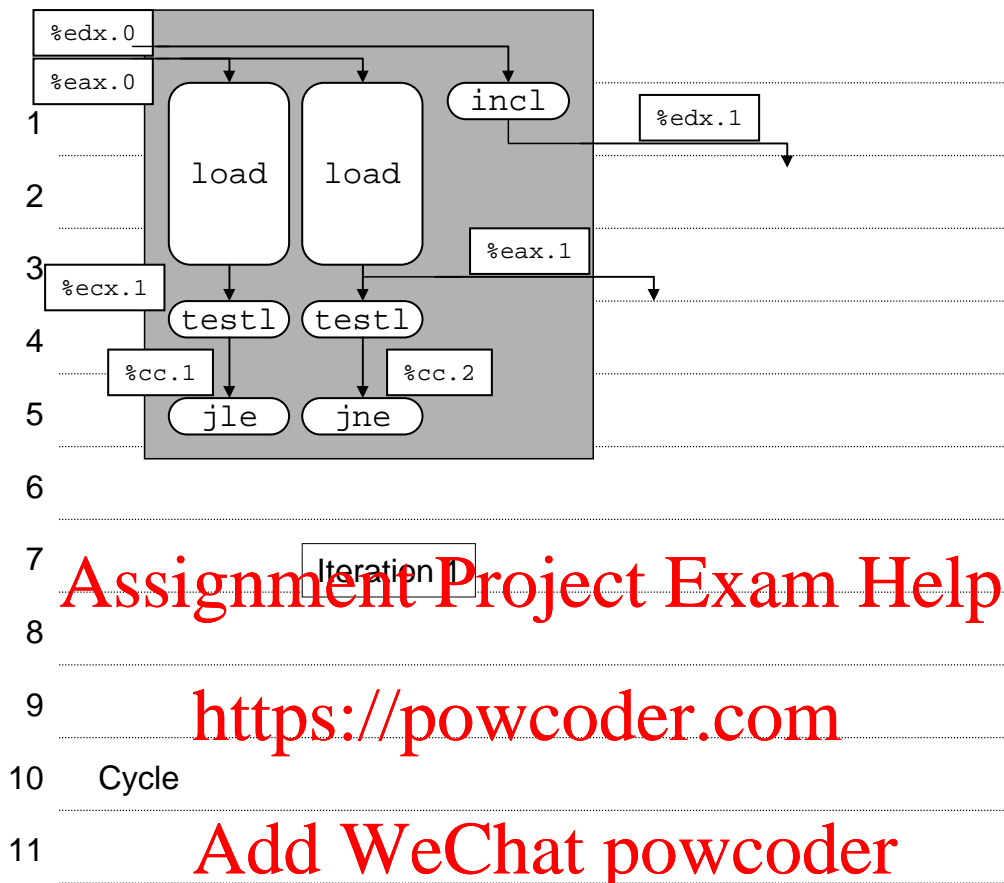 %edx.0
%eax.0
1
incl
%edx.1
load load
2
%eax.1
3
%ecx.1
testl testl
4
%cc.1 %cc.2
jle jne
5
6
7
Iteration 1
Assignment Project Exam Help
8
9
https://powcoder.com
10 Cycle
11
Add WeChat powcoder